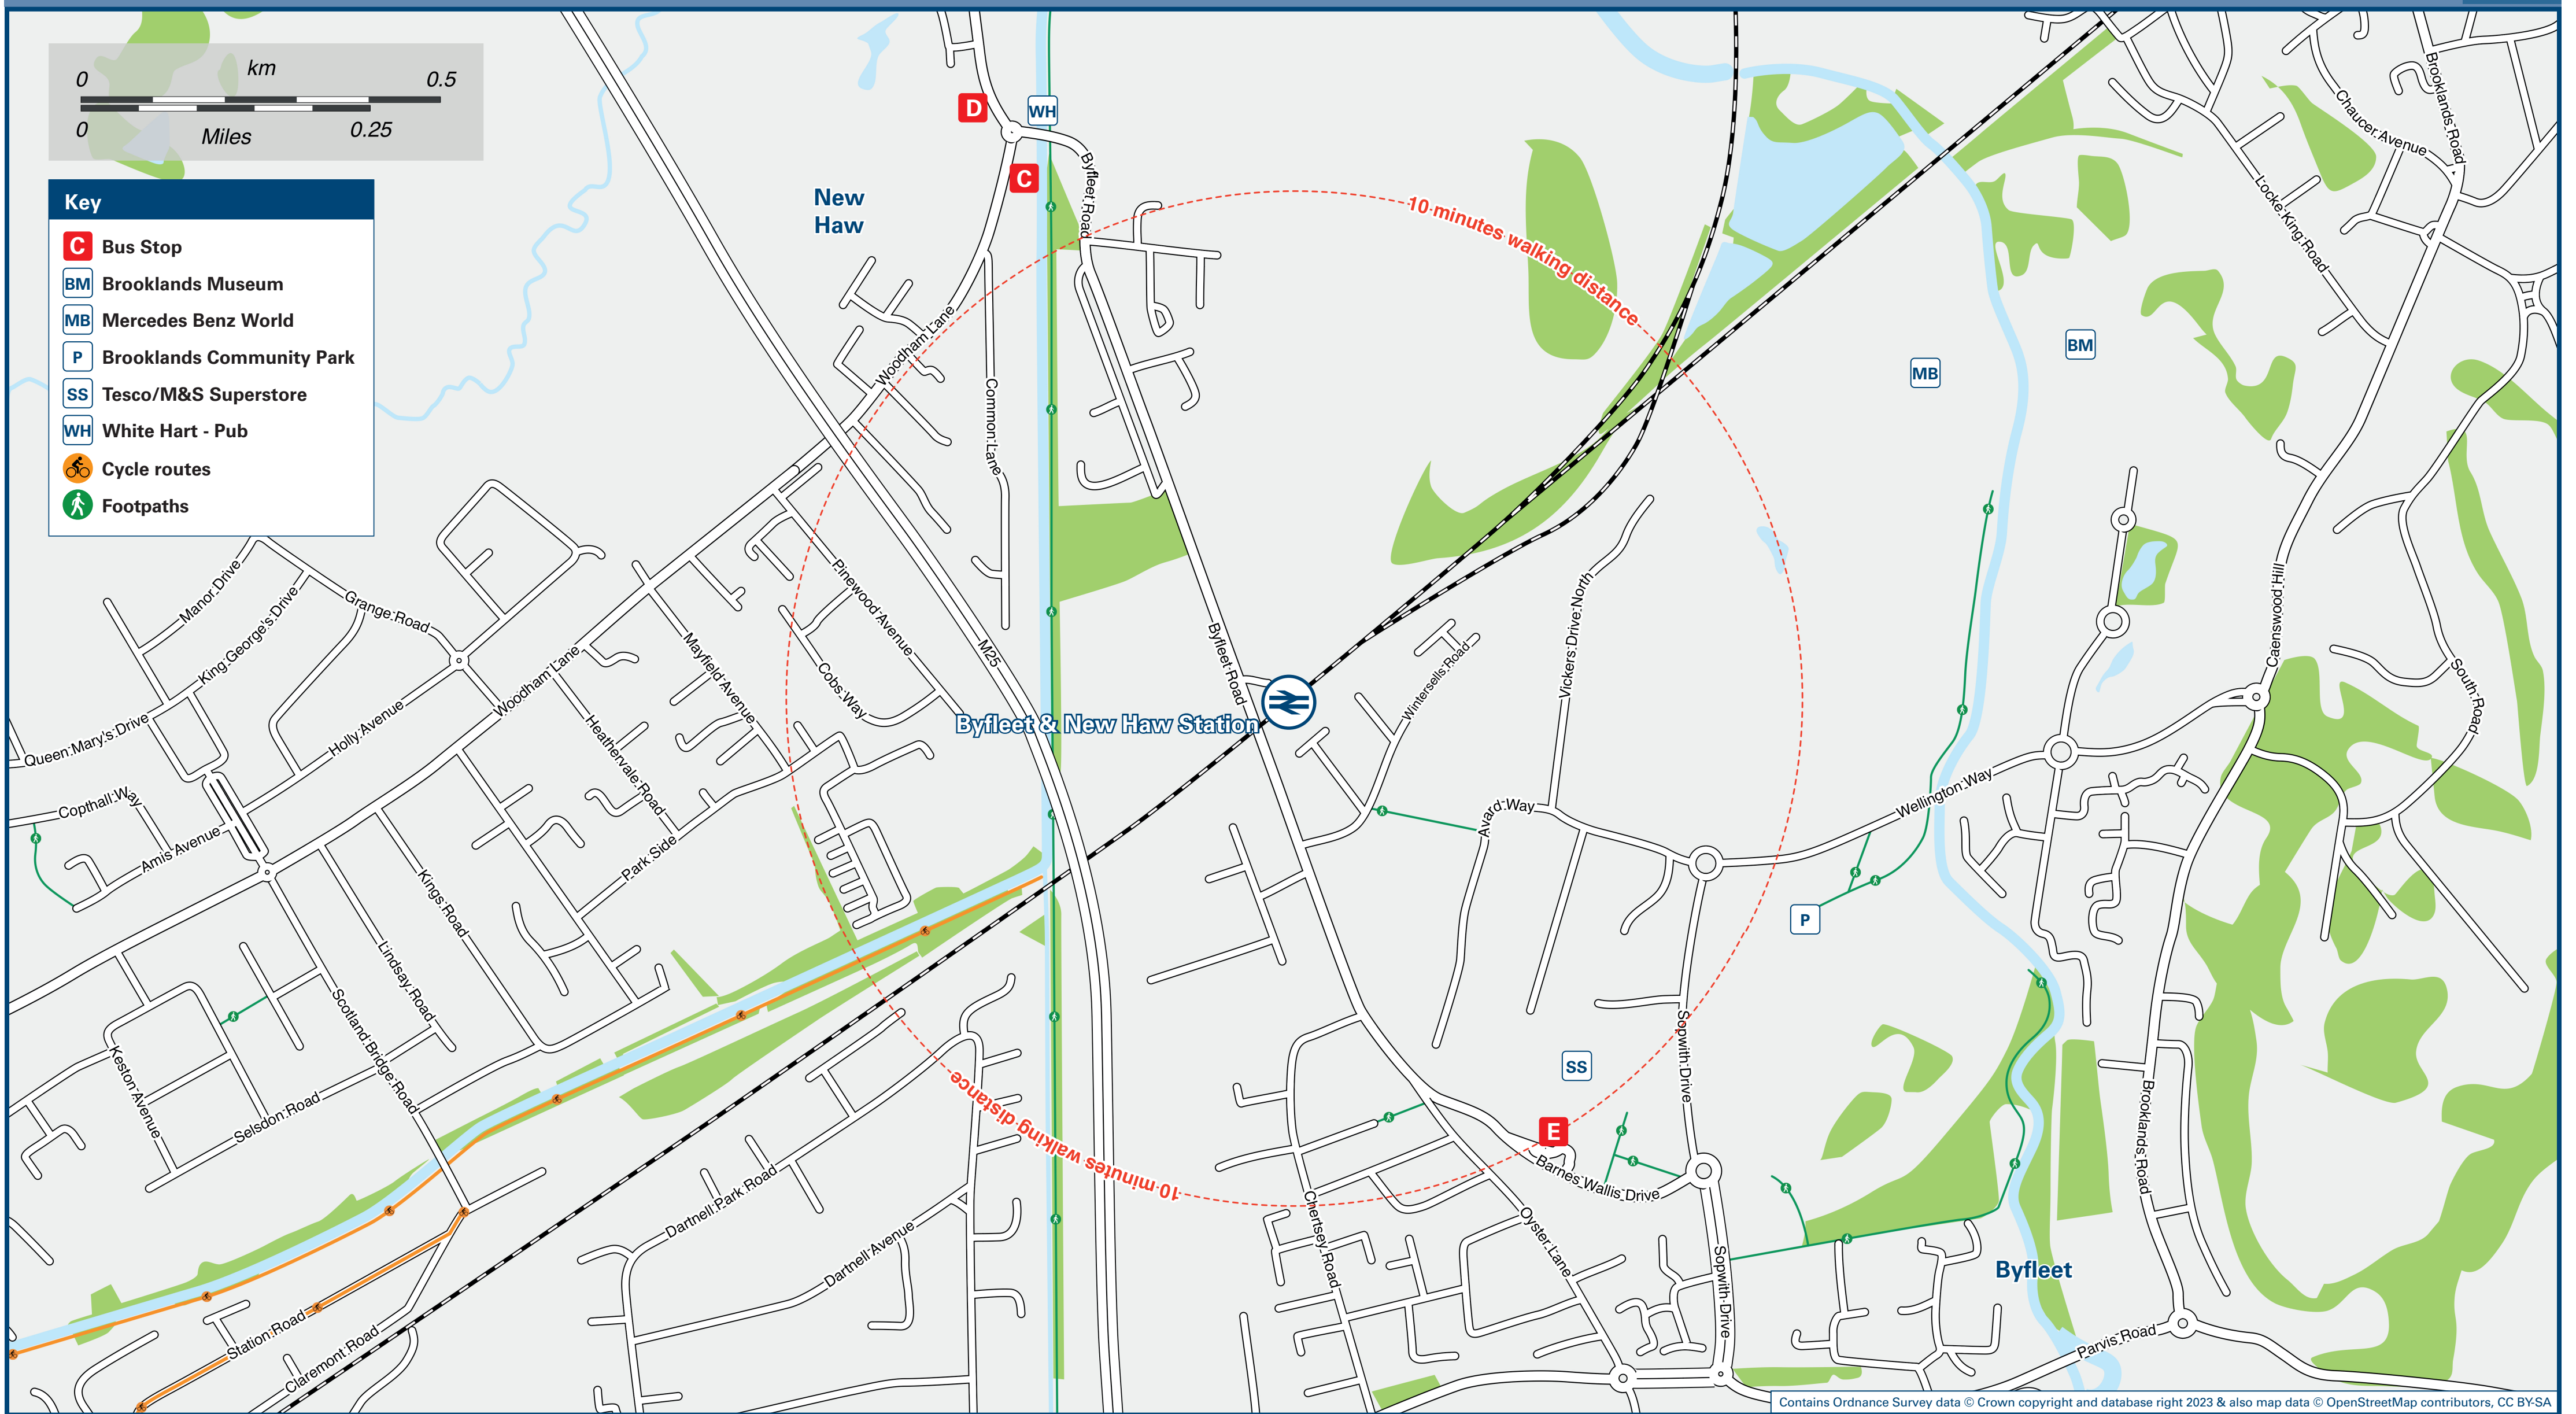 0
km
0.5
0
Miles
0.25
Key
C Bus Stop
BM Brooklands Museum
MB Mercedes Benz World
P Brooklands Community Park
SS Tesco/M&S Superstore
WH White Hart - Pub
Cycle routes
Footpaths
D
WH
C
New
Haw
Byfleet Road
10 minutes walking distance
Woodham Lane
Common Lane
Chaucer Avenue
Brooklands Road
Locke King Road
BM
MB
Manor Drive
King George's Drive
Grange Road
Pinewood Avenue
M25
Byfleet Road
Mayfield Avenue
Cobs Way
Woodham Lane
Heathervale Road
Holly Avenue
Queen Mary's Drive
Byfleet & New Haw Station
Wintersells Road
Vickers Drive North
Caenswood Hill
South Road
Copthall Way
Amis Avenue
Park Side
Avard Way
Wellington Way
Kings Road
Lindsay Road
P
Scotland Bridge Road
Keston Avenue
Selsdon Road
SS
Sopwith Drive
E
10 minutes walking distance
Barnes Wallis Drive
Brooklands Road
Dartnell Park Road
Dartnell Avenue
Chertsey Road
Oyster Lane
Sopwith Drive
Byfleet
Station Road
Claremont Road
Parvis Road
Contains Ordnance Survey data © Crown copyright and database right 2023 & also map data © OpenStreetMap contributors, CC BY-SA